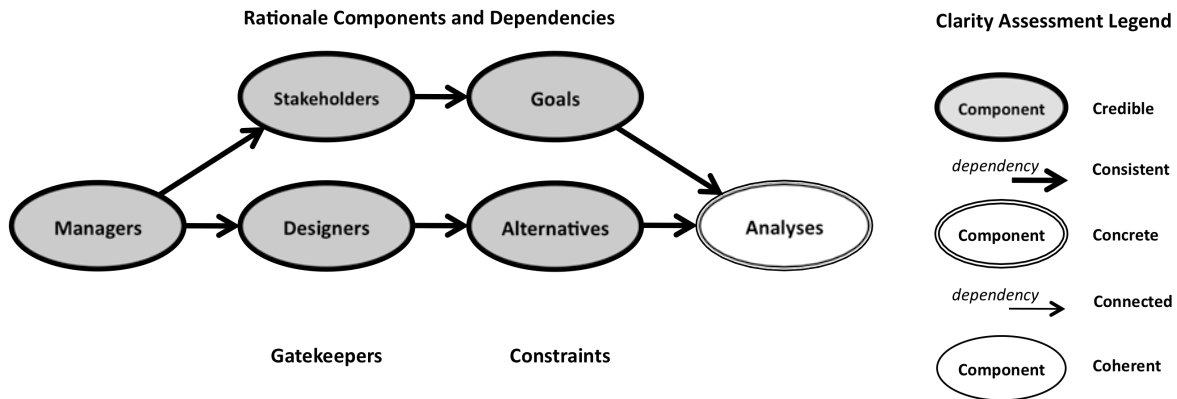 Rationale Components and Dependencies
Clarity Assessment Legend
Stakeholders
Goals
Managers
Designers
Alternatives
Analyses
Gatekeepers
Constraints
Component
Credible
dependency
Consistent
Component
Concrete
dependency
Connected
Component
Coherent